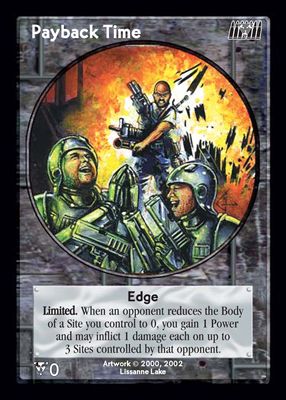 Payback Time
Edge
Limited. When an opponent reduces the Body
of a Site you control to 0, you gain 1 Power
and may inflict 1 damage each on up to
3 Sites controlled by that opponent.
0
Artwork © 2000, 2002
Lissanne Lake